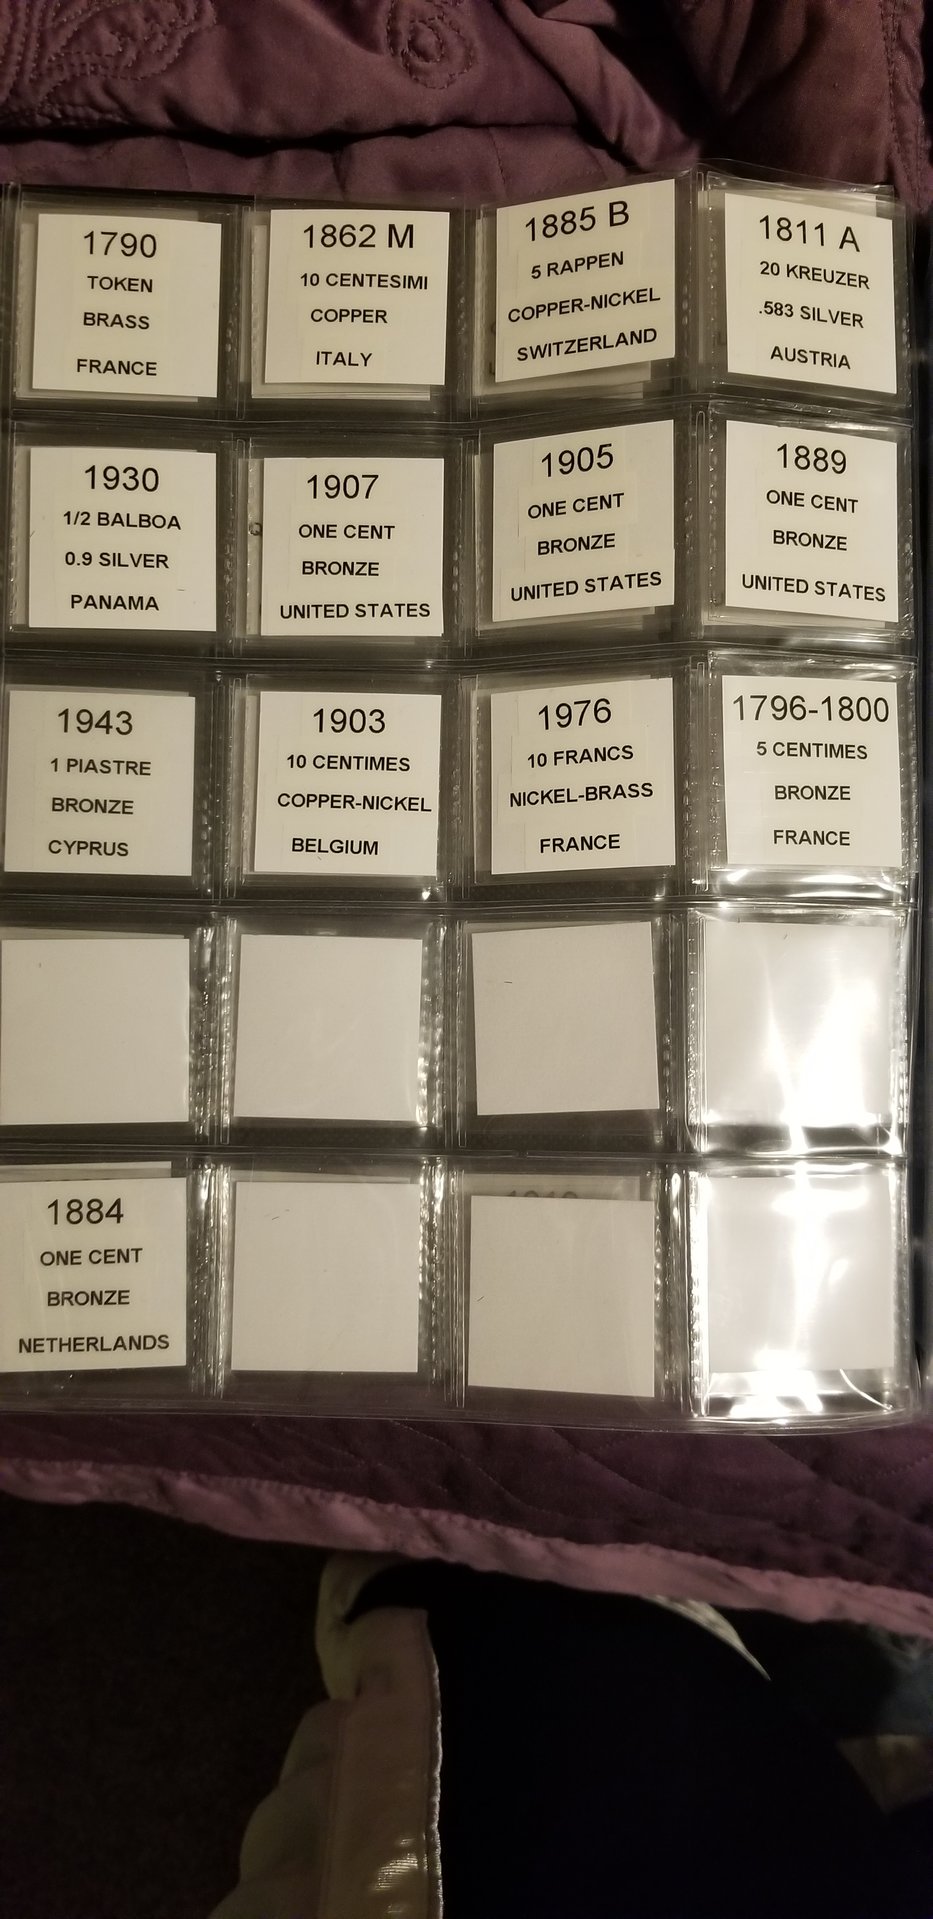 1790
TOKEN
BRASS
FRANCE
1862 M
10 CENTESIMI
COPPER
ITALY
1885 B
5 RAPPEN
COPPER-NICKEL
SWITZERLAND
1811 A
20 KREUZER
.583 SILVER
AUSTRIA
1930
1/2 BALBOA
0.9 SILVER
PANAMA
1907
ONE CENT
BRONZE
UNITED STATES
1905
ONE CENT
BRONZE
UNITED STATES
1889
ONE CENT
BRONZE
UNITED STATES
1943
1 PIASTRE
BRONZE
CYPRUS
1903
10 CENTIMES
COPPER-NICKEL
BELGIUM
1976
10 FRANCS
NICKEL-BRASS
FRANCE
1796-1800
5 CENTIMES
BRONZE
FRANCE
1884
ONE CENT
BRONZE
NETHERLANDS